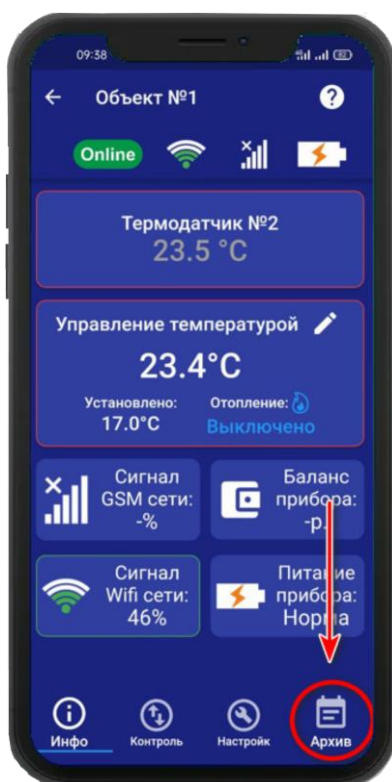 09:38
82
Объект №1
?
Online
Термодатчик №2
23.5 °C
Управление температурой
23.4°C
Установлено:
Отопление:
17.0°C
Выключено
Сигнал
GSM сети:
-%
Баланс
прибора:
-р.
Сигнал
Wifi сети:
46%
Питание
прибора:
Норма
Инфо
Контроль
Настройк
Архив